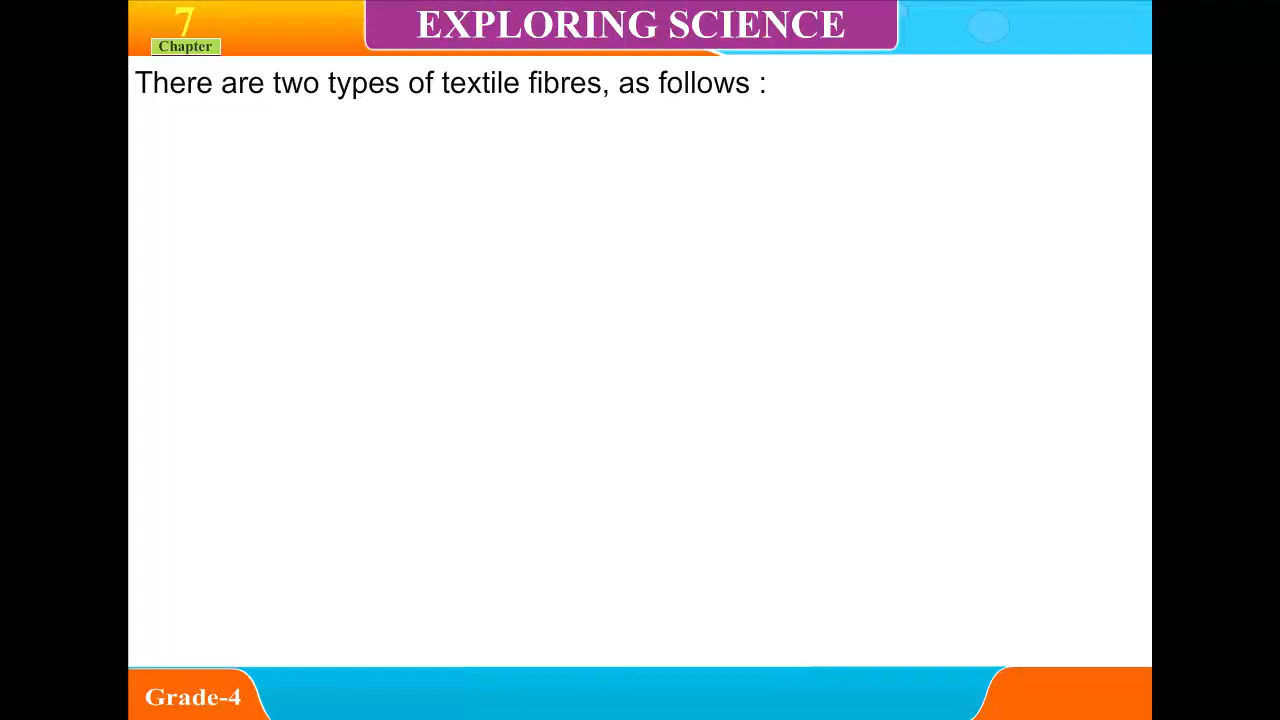 7
Chapter
EXPLORING SCIENCE
There are two types of textile fibres, as follows :
Grade-4